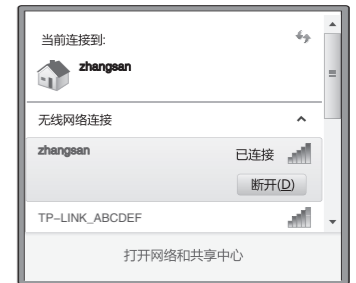 当前连接到:
zhangsan
无线网络连接
zhangsan 已连接
断开(D)
TP-LINK_ABCDEF
打开网络和共享中心